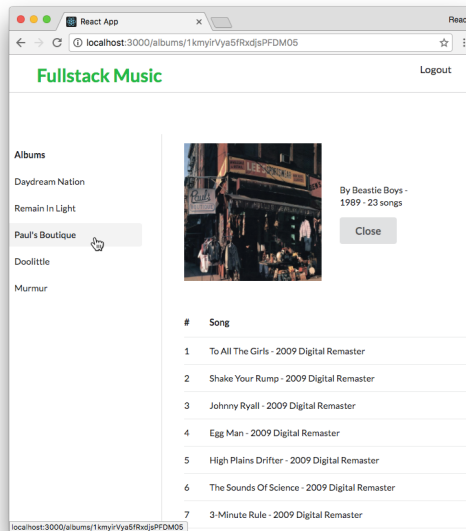 React App
Reac
localhost:3000/albums/1kmyirVya5fRxdjsPFDM05
Fullstack Music
Logout
Albums
Daydream Nation
Remain In Light
Paul's Boutique
Doolittle
Murmur
By Beastie Boys -
1989 - 23 songs
Close
# Song
1 To All The Girls - 2009 Digital Remaster
2 Shake Your Rump - 2009 Digital Remaster
3 Johnny Ryall - 2009 Digital Remaster
4 Egg Man - 2009 Digital Remaster
5 High Plains Drifter - 2009 Digital Remaster
6 The Sounds Of Science - 2009 Digital Remaster
7 3-Minute Rule - 2009 Digital Remaster
localhost:3000/albums/1kmyirVya5fRxdjsPFDM05